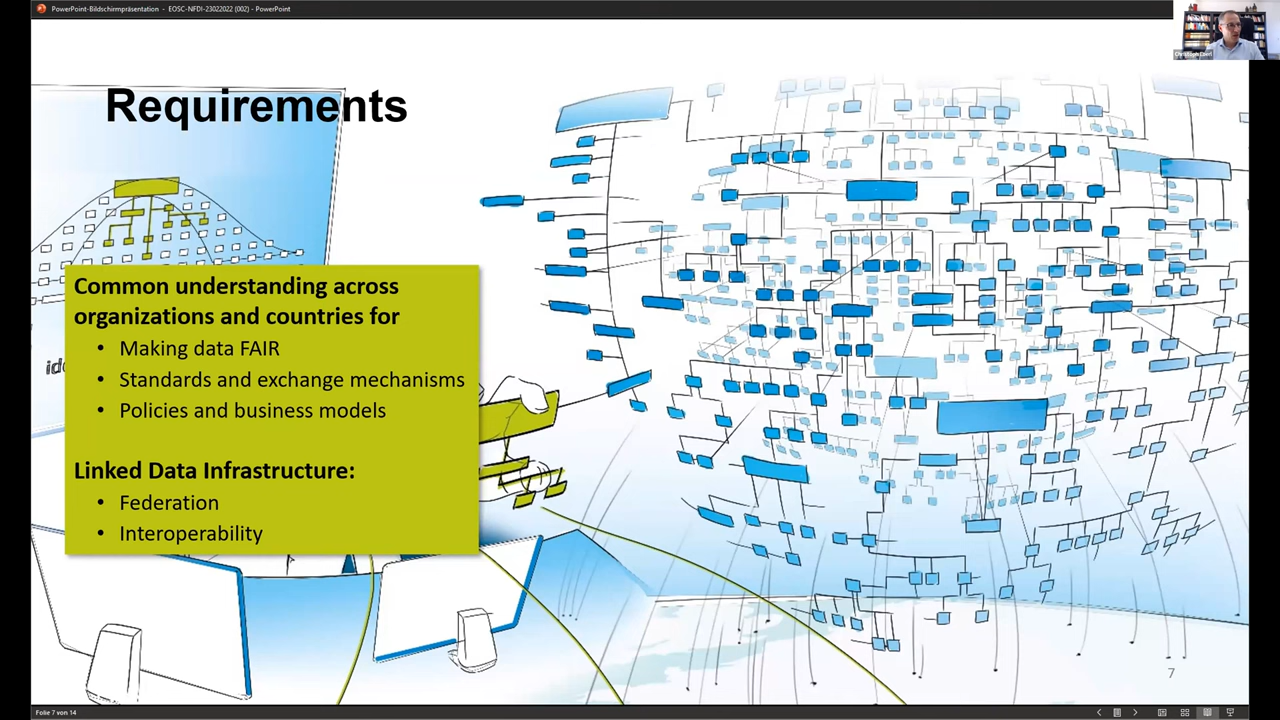 PowerPoint-Bildschirmpräsentation - EOSC-NFDI-23022022 (002) - PowerPoint
Requirements
Common understanding across
organizations and countries for
• Making data FAIR
• Standards and exchange mechanisms
• Policies and business models
Linked Data Infrastructure:
• Federation
• Interoperability
7
Folie 7 von 14